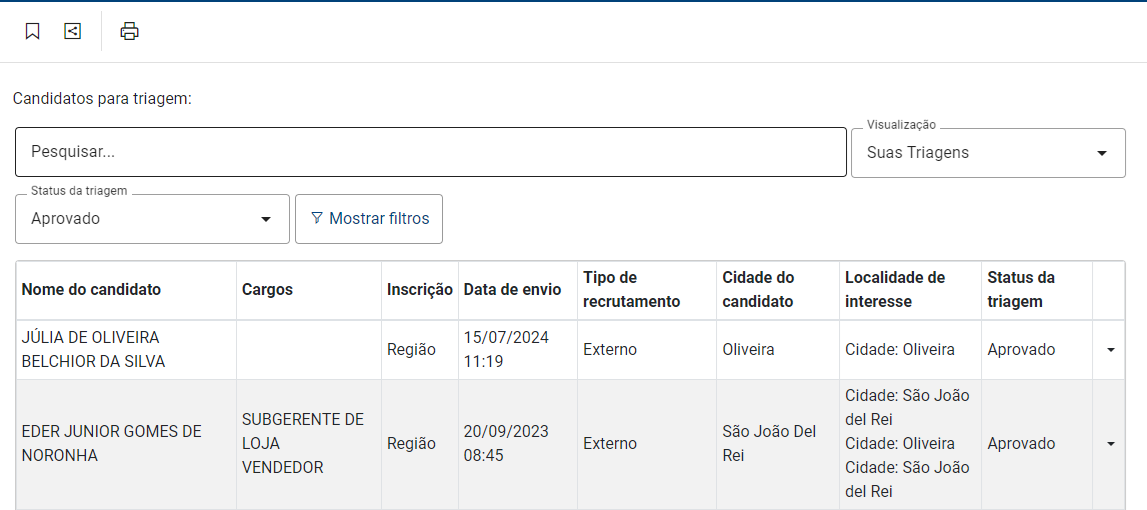 Candidatos para triagem:
Pesquisar...
Visualização
Suas Triagens
Status da triagem
Aprovado
Mostrar filtros
Nome do candidato
Cargos
Inscrição
Data de envio
Tipo de
recrutamento
Cidade do
candidato
Localidade de
interesse
Status da
triagem
JÚLIA DE OLIVEIRA
BELCHIOR DA SILVA
Região
15/07/2024
11:19
Externo
Oliveira
Cidade: Oliveira
Aprovado
EDER JUNIOR GOMES DE
NORONHA
SUBGERENTE DE
LOJA
VENDEDOR
Região
20/09/2023
08:45
Externo
São João Del
Rei
Cidade: São João
del Rei
Cidade: Oliveira
Cidade: São João
del Rei
Aprovado